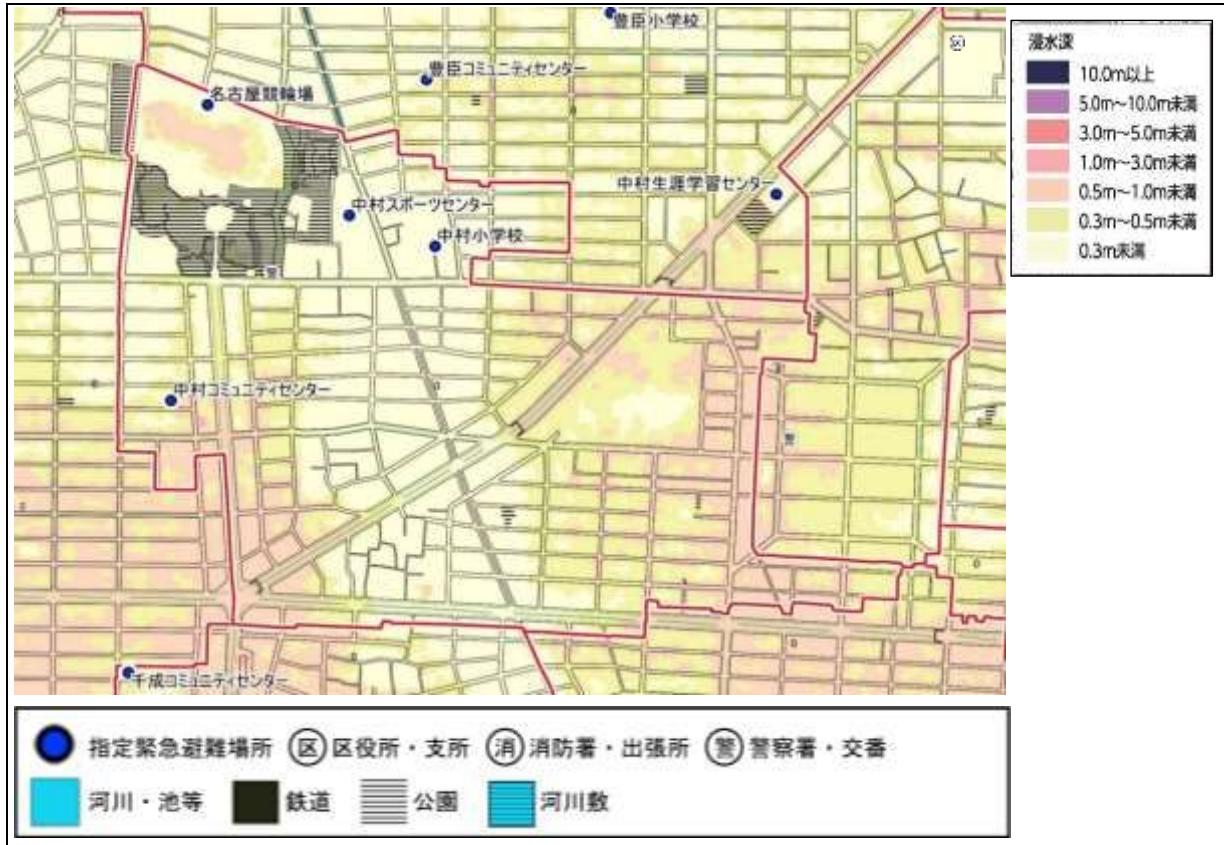 豊臣小学校
区
豊臣コミュニティセンター
名古屋競輪場
中村生涯学習センター
中村スポーツセンター
中村小学校
警
中村コミュニティセンター
警
千成コミュニティセンター
浸水深
10.0m以上
5.0m~10.0m未満
3.0m~5.0m未満
1.0m~3.0m未満
0.5m~1.0m未満
0.3m~0.5m未満
0.3m未満
指定緊急避難場所 区 区役所・支所 消 消防署・出張所 警 警察署・交番
河川・池等 鉄道 公園 河川敷